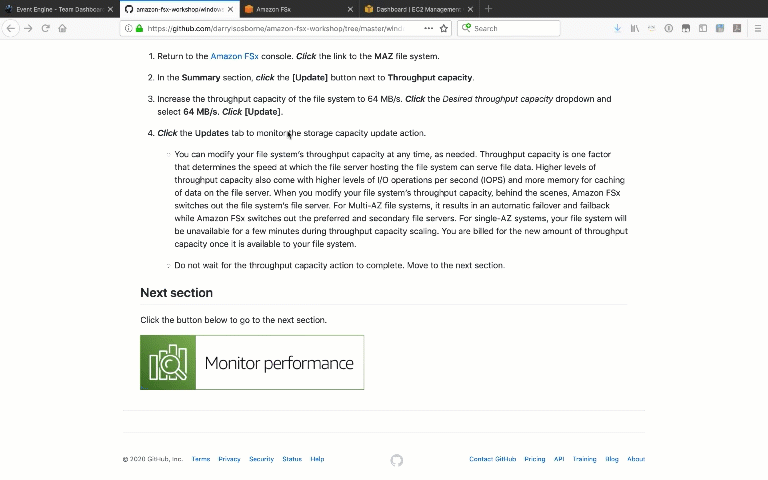 Event Engine - Team Dashboar
amazon-fsx-workshop/windows
Amazon FSx
Dashboard | EC2 Management
https://github.com/darrylsosborne/amazon-fsx-workshop/tree/master/wind
Search
1. Return to the Amazon FSx console. Click the link to the MAZ file system.
2. In the Summary section, click the [Update] button next to Throughput capacity.
3. Increase the throughput capacity of the file system to 64 MB/s. Click the Desired throughput capacity dropdown and
select 64 MB/s. Click [Update].
4. Click the Updates tab to monitor the storage capacity update action.
You can modify your file system's throughput capacity at any time, as needed. Throughput capacity is one factor
that determines the speed at which the file server hosting the file system can serve file data. Higher levels of
throughput capacity also come with higher levels of I/O operations per second (IOPS) and more memory for caching
of data on the file server. When you modify your file system's throughput capacity, behind the scenes, Amazon FSx
switches out the file system's file server. For Multi-AZ file systems, it results in an automatic failover and failback
while Amazon FSx switches out the preferred and secondary file servers. For single-AZ systems, your file system will
be unavailable for a few minutes during throughput capacity scaling. You are billed for the new amount of throughput
capacity once it is available to your file system.
Do not wait for the throughput capacity action to complete. Move to the next section.
Next section
Click the button below to go to the next section.
Monitor performance
© 2020 GitHub, Inc. Terms Privacy Security Status Help
Contact GitHub Pricing API Training Blog About